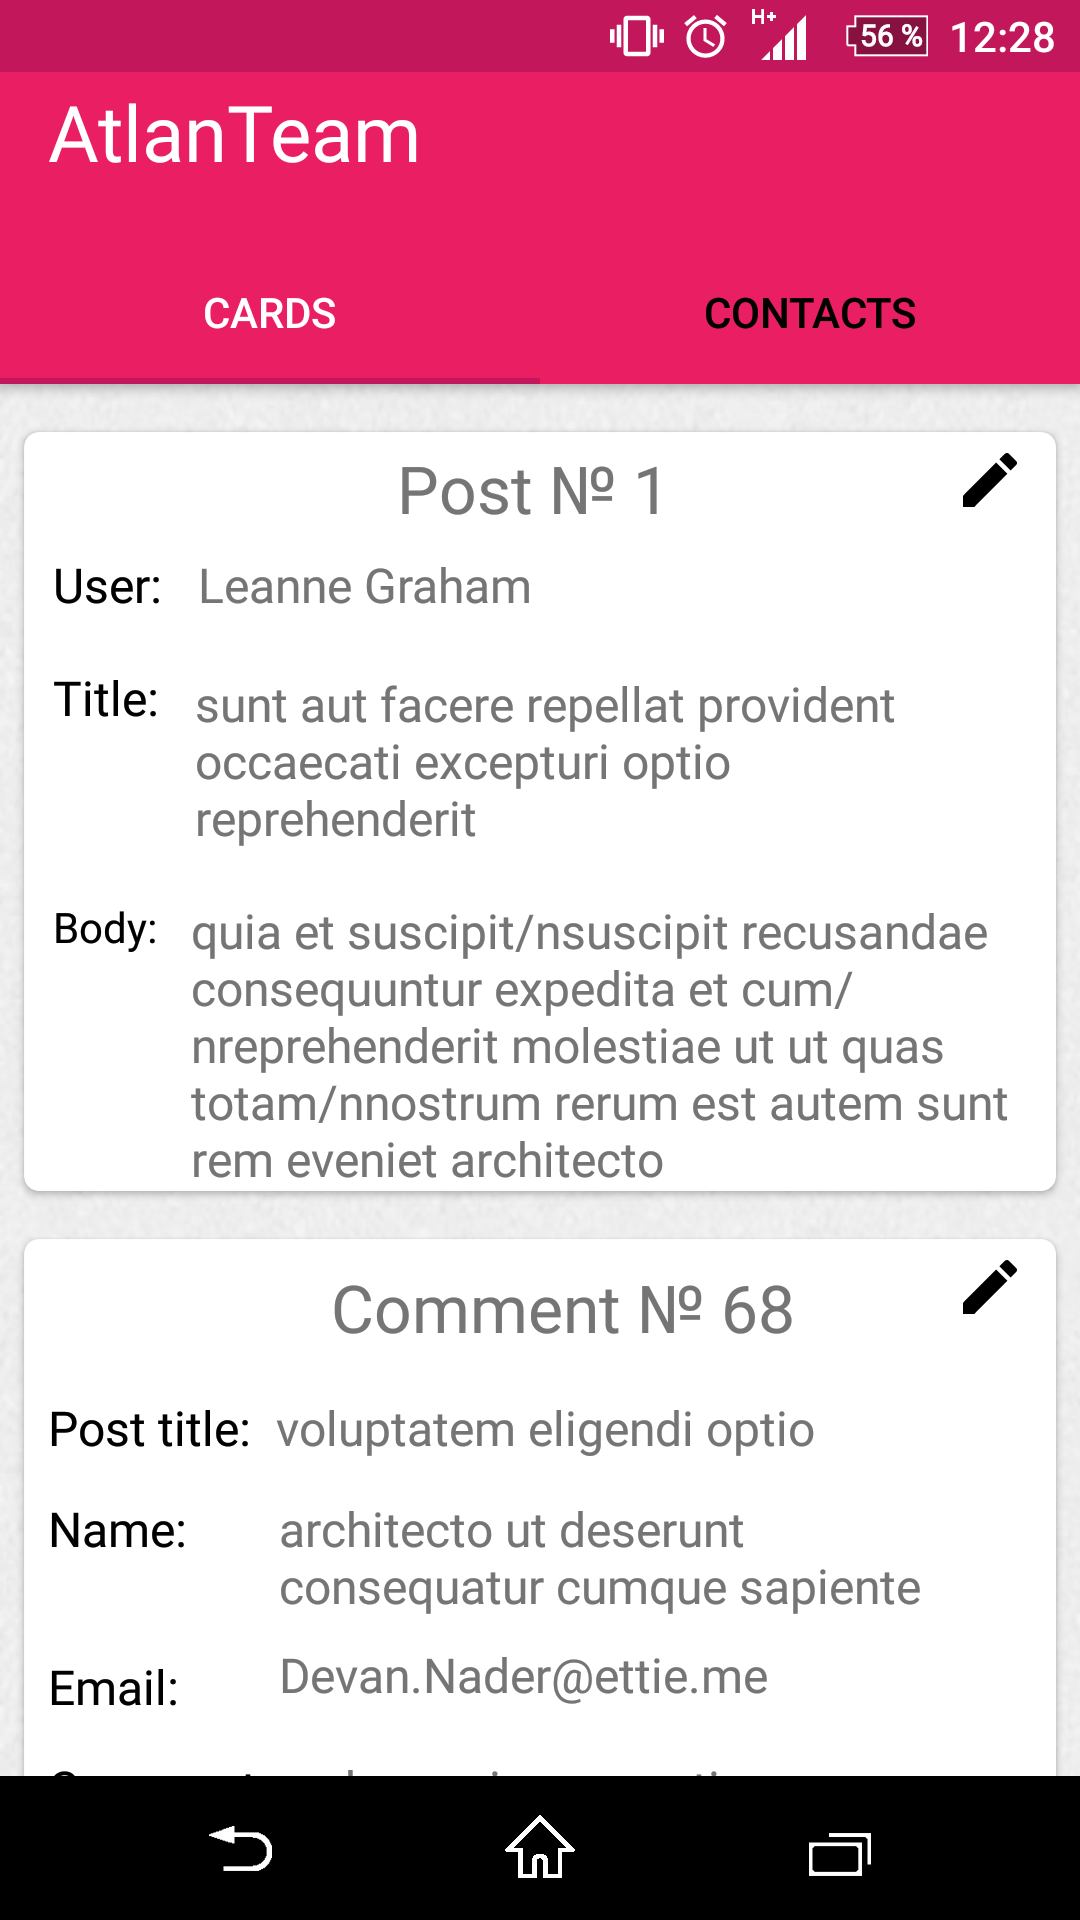 H+ 56 % 12:28
AtlanTeam
CARDS CONTACTS
Post № 1
User: Leanne Graham
Title: sunt aut facere repellat provident
occaecati excepturi optio
reprehenderit
Body: quia et suscipit/nsuscipit recusandae
consequuntur expedita et cum/
nreprehenderit molestiae ut ut quas
totam/nnostrum rerum est autem sunt
rem eveniet architecto
Comment № 68
Post title: voluptatem eligendi optio
Name: architecto ut deserunt
consequatur cumque sapiente
Email: Devan.Nader@ettie.me